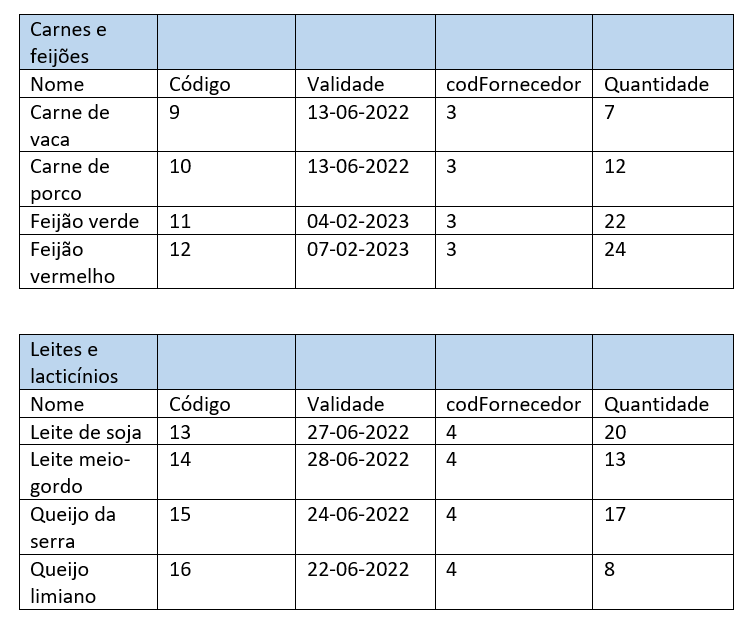 Carnes e
feijões
Nome Código Validade codFornecedor Quantidade
Carne de
vaca 9 13-06-2022 3 7
Carne de
porco 10 13-06-2022 3 12
Feijão verde 11 04-02-2023 3 22
Feijão
vermelho 12 07-02-2023 3 24
Leites e
lacticínios
Nome Código Validade codFornecedor Quantidade
Leite de soja 13 27-06-2022 4 20
Leite meio-
gordo 14 28-06-2022 4 13
Queijo da
serra 15 24-06-2022 4 17
Queijo
limiano 16 22-06-2022 4 8